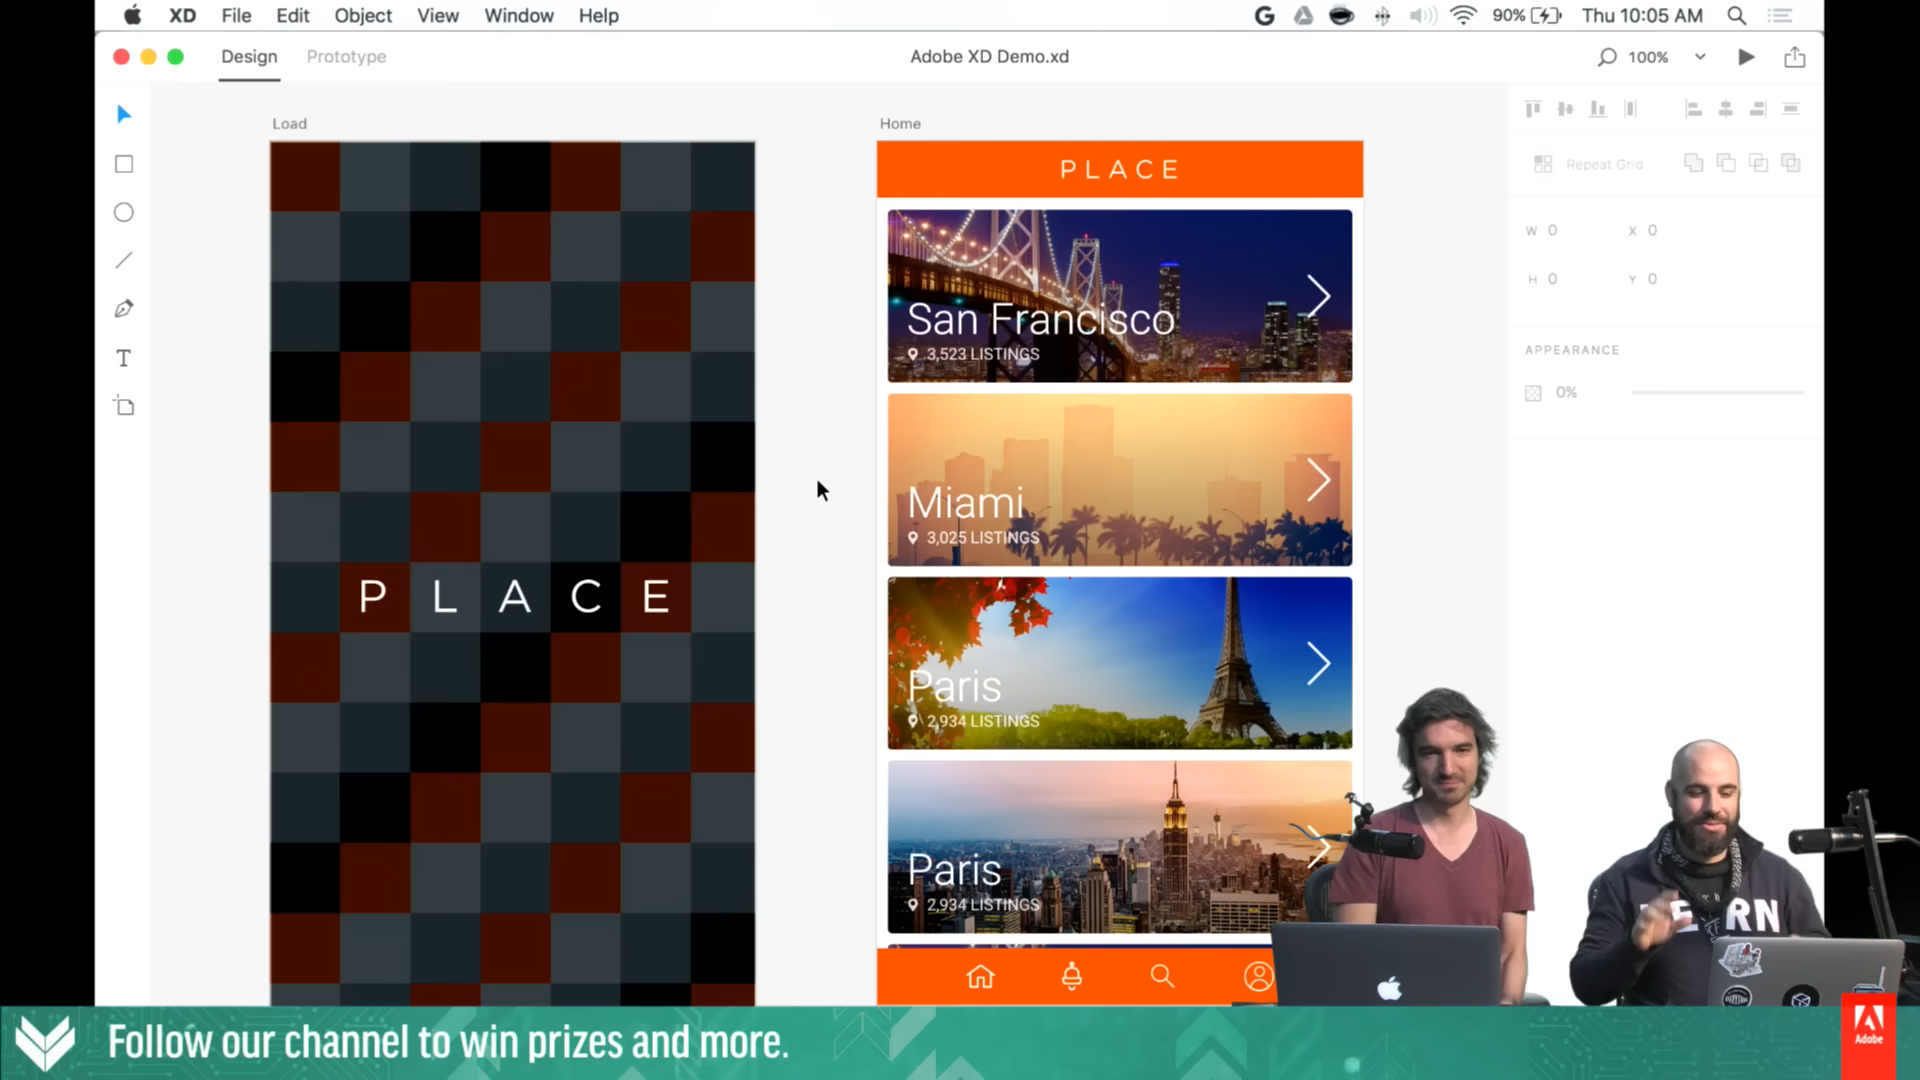 XD File Edit Object View Window Help
G 90% Thu 10:05 AM
Design Prototype
Adobe XD Demo.xd
100%
Load
Home
PLACE
San Francisco
3,523 LISTINGS
Miami
3,025 LISTINGS
Paris
2,934 LISTINGS
Paris
2,934 LISTINGS
PLACE
Repeat Grid
W 0 X 0
H 0 Y 0
APPEARANCE
0%
T
Follow our channel to win prizes and more.
Adobe